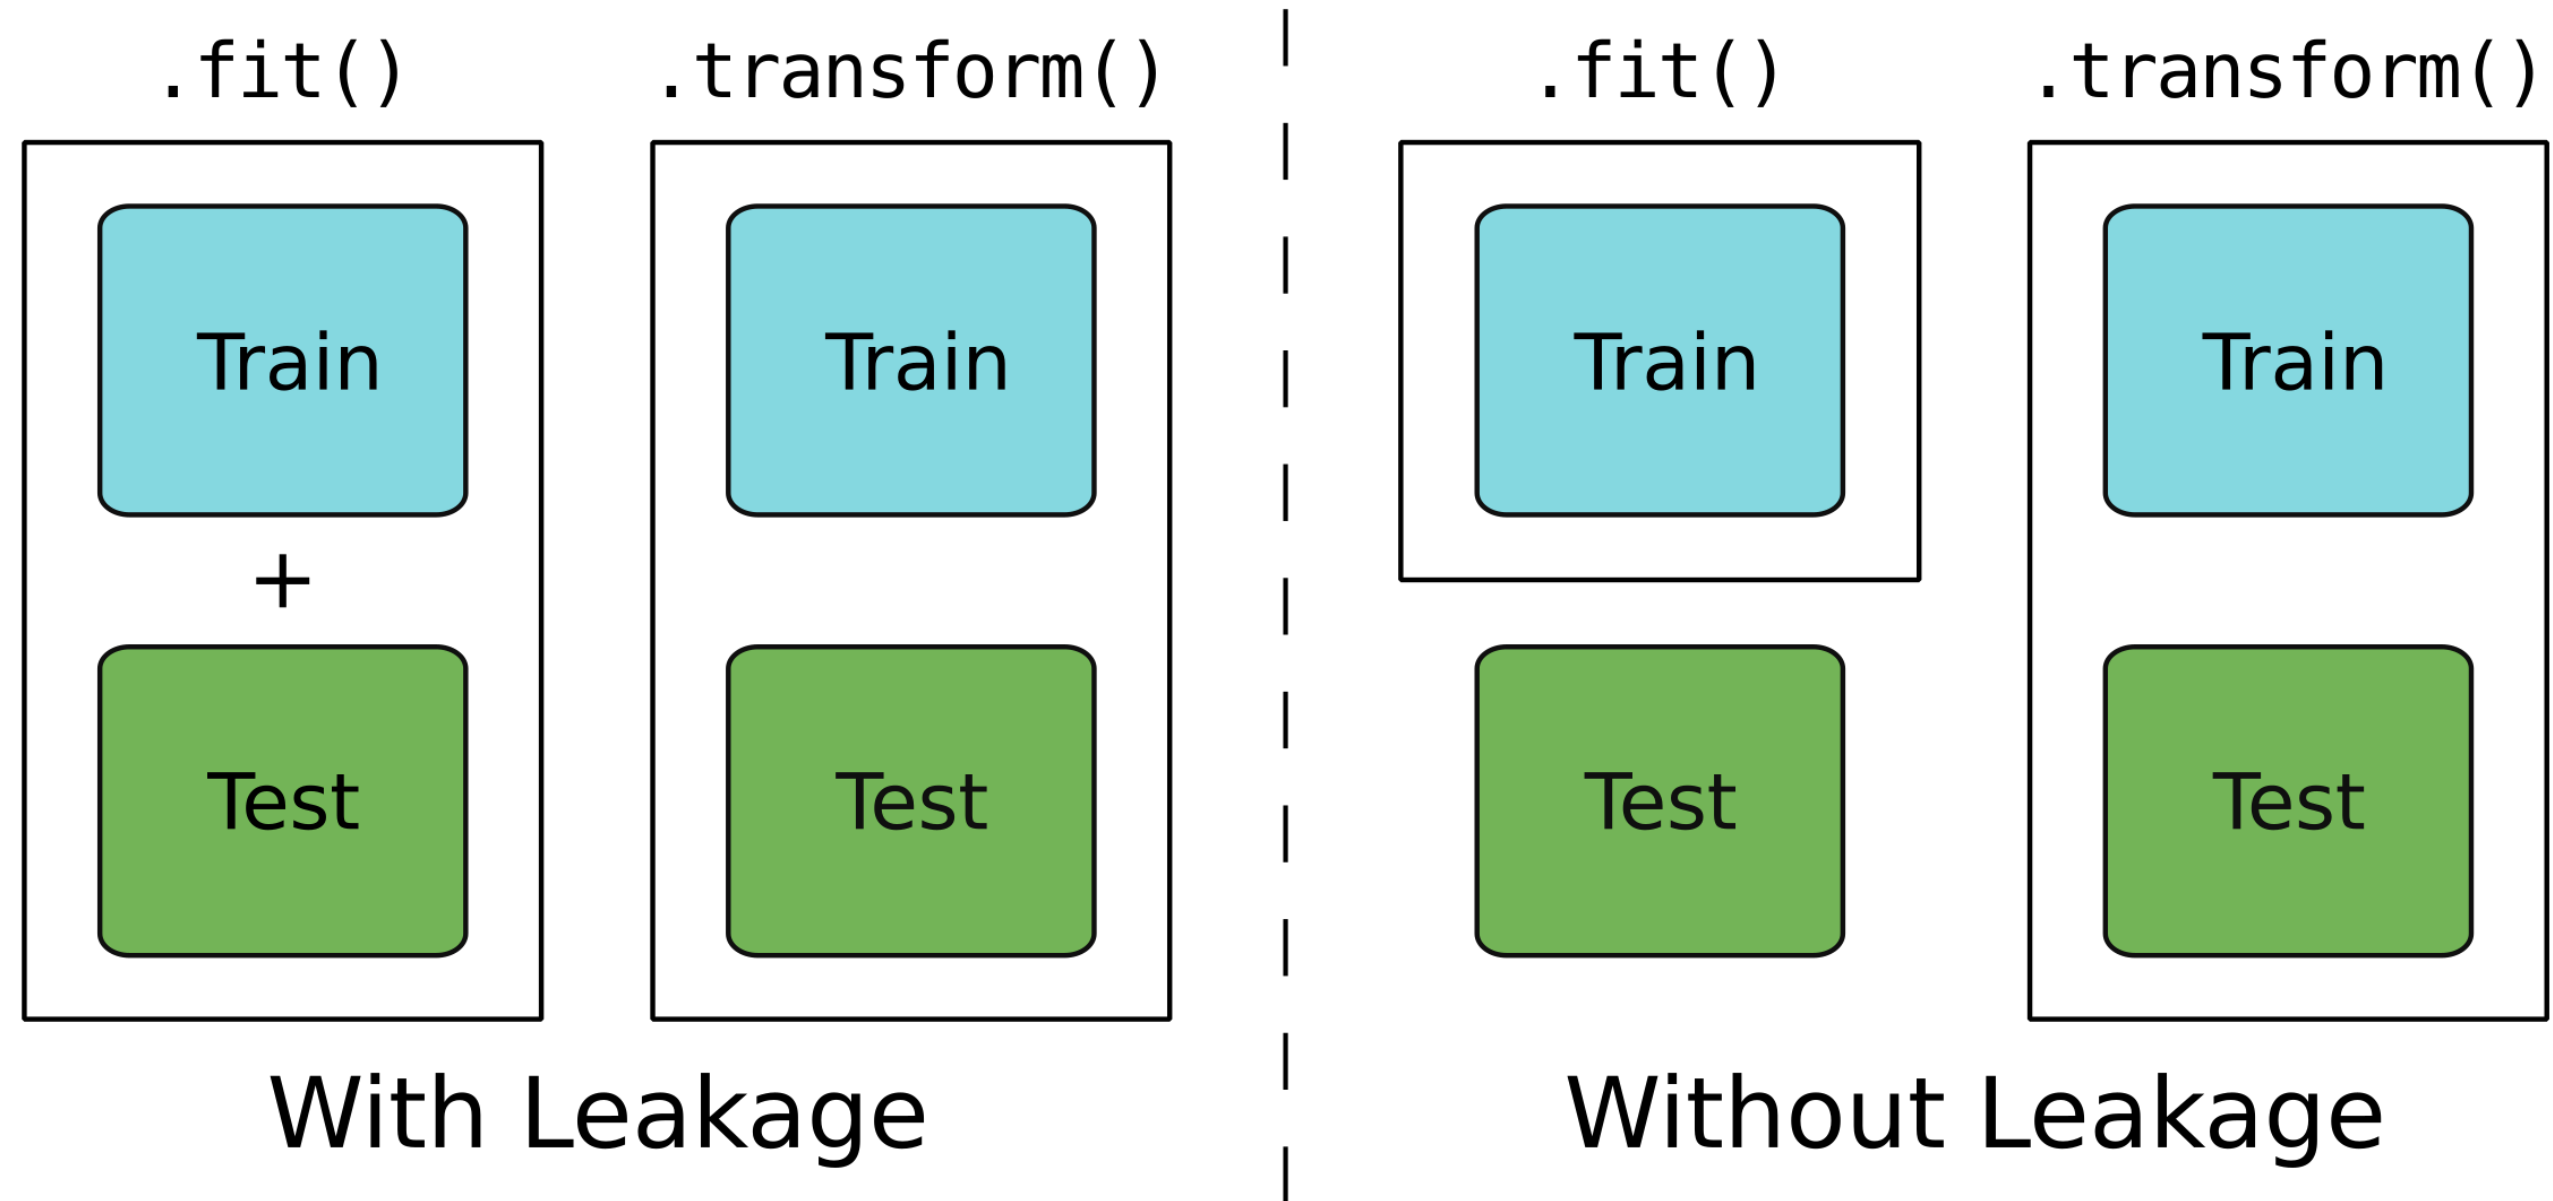 .fit()
.transform()
Train
Train
+
Test
Test
With Leakage
.fit()
.transform()
Train
Train
Test
Test
Without Leakage